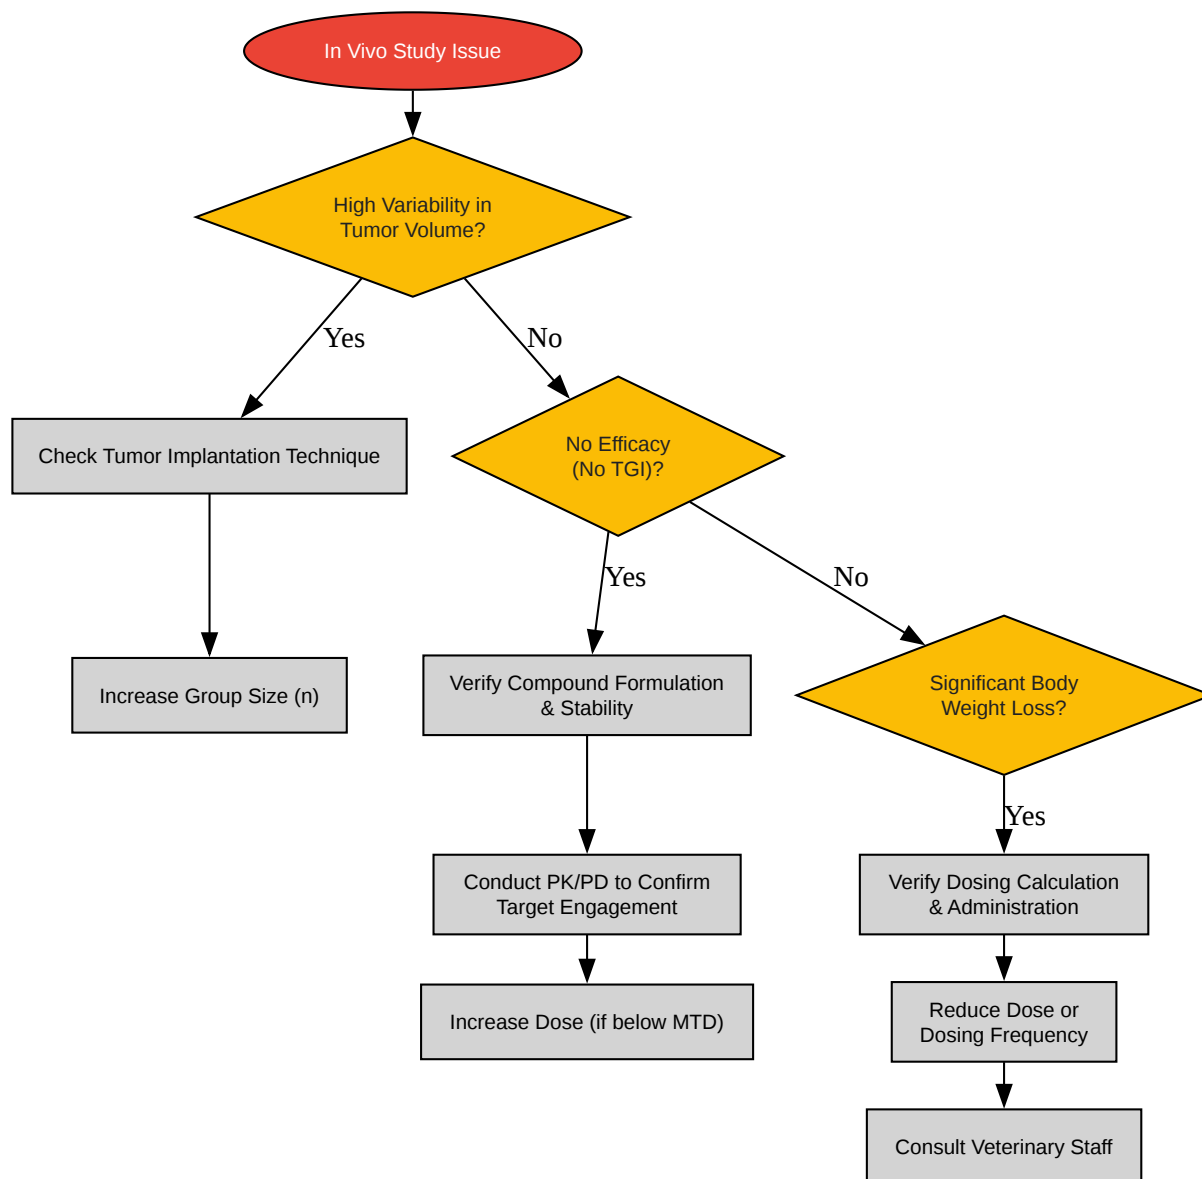 In Vivo Study Issue
High Variability in
Tumor Volume?
Yes
No
Check Tumor Implantation Technique
No Efficacy
(No TGI)?
Yes
No
Increase Group Size (n)
Verify Compound Formulation
& Stability
Significant Body
Weight Loss?
Yes
Conduct PK/PD to Confirm
Target Engagement
Verify Dosing Calculation
& Administration
Increase Dose (if below MTD)
Reduce Dose or
Dosing Frequency
Consult Veterinary Staff